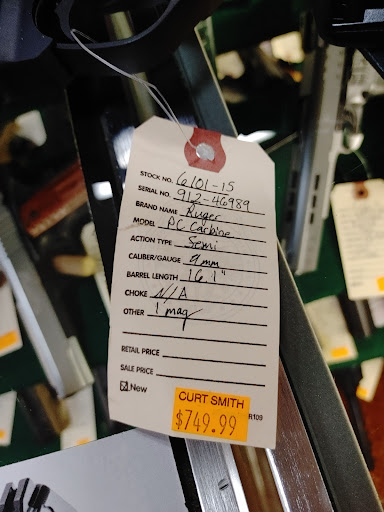 STOCK NO. 6101-15
SERIAL NO. 912-46989
BRAND NAME Ruger
MODEL PC Carbine
ACTION TYPE Semi
CALIBER/GAUGE 9mm
BARREL LENGTH 16.1"
CHOKE N/A
OTHER 1 mag
RETAIL PRICE
SALE PRICE
New
R109
CURT SMITH
$749.99